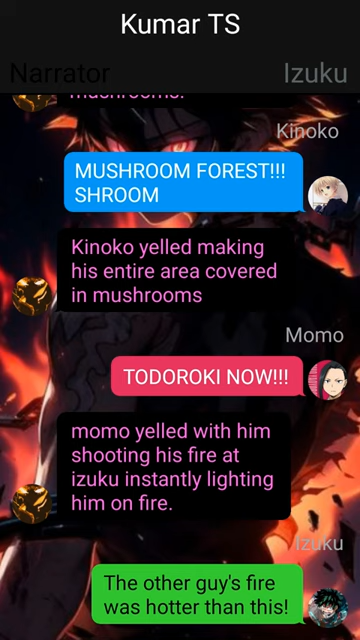 Kumar TS
Narrator
Izuku
mushrooms.
Kinoko
MUSHROOM FOREST!!!
SHROOM
Kinoko yelled making
his entire area covered
in mushrooms
Momo
TODOROKI NOW!!!
momo yelled with him
shooting his fire at
izuku instantly lighting
him on fire.
Izuku
The other guy's fire
was hotter than this!